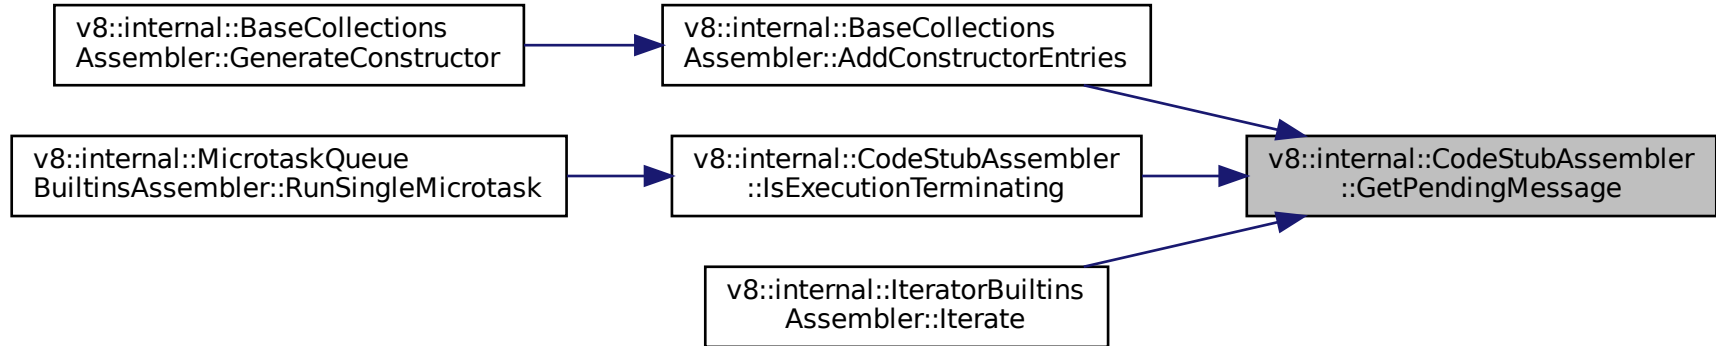 v8::internal::BaseCollections
Assembler::GenerateConstructor
v8::internal::BaseCollections
Assembler::AddConstructorEntries
v8::internal::MicrotaskQueue
BuiltinsAssembler::RunSingleMicrotask
v8::internal::CodeStubAssembler
::IsExecutionTerminating
v8::internal::CodeStubAssembler
::GetPendingMessage
v8::internal::IteratorBuiltins
Assembler::Iterate